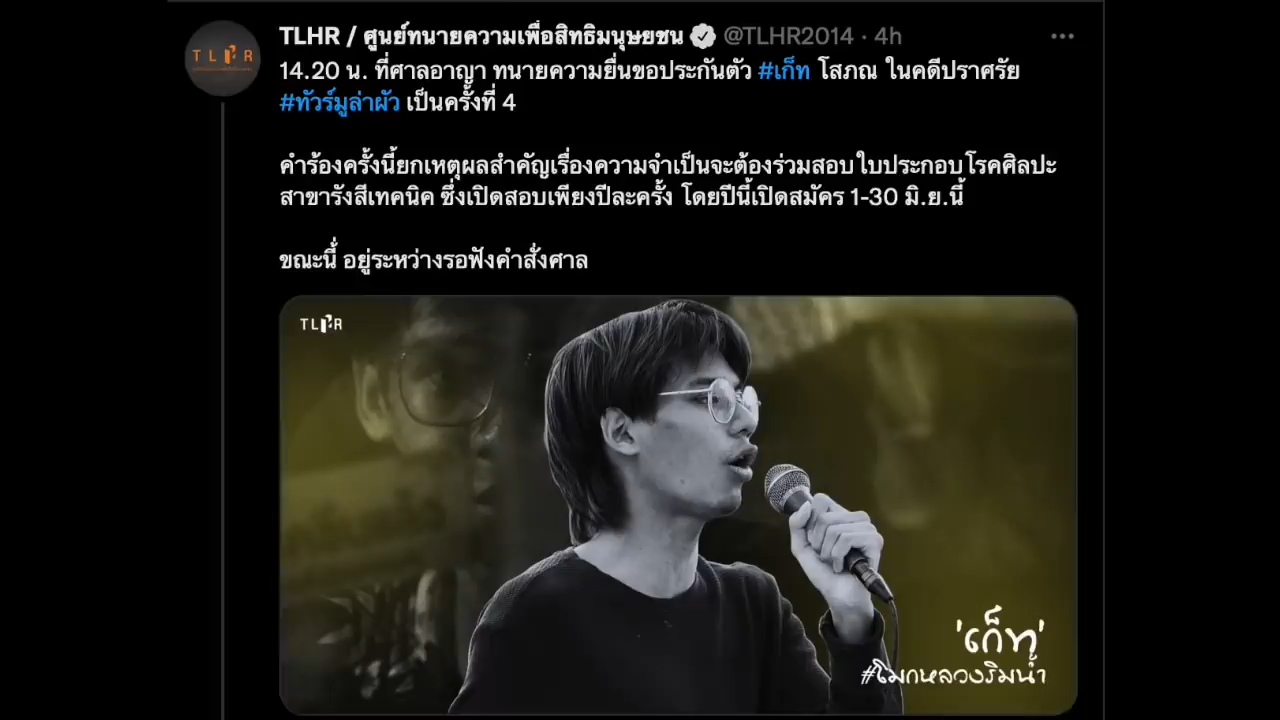 TLHR
TLHR / ศูนย์ทนายความเพื่อสิทธิมนุษยชน @TLHR2014 · 4h
14.20 น. ที่ศาลอาญา ทนายความยื่นขอประกันตัว #เก็ท โสภณ ในคดีปราศรัย
#ทัวร์มูล่าผัว เป็นครั้งที่ 4
คำร้องครั้งนี้ยกเหตุผลสำคัญเรื่องความจำเป็นจะต้องร่วมสอบใบประกอบโรคศิลปะ
สาขารังสีเทคนิค ซึ่งเปิดสอบเพียงปีละครั้ง โดยปีนี้เปิดสมัคร 1-30 มิ.ย.นี้
ขณะนี้ อยู่ระหว่างรอฟังคำสั่งศาล
TLHR
'เก็ท'
#โมกหลวงริมน้ำ